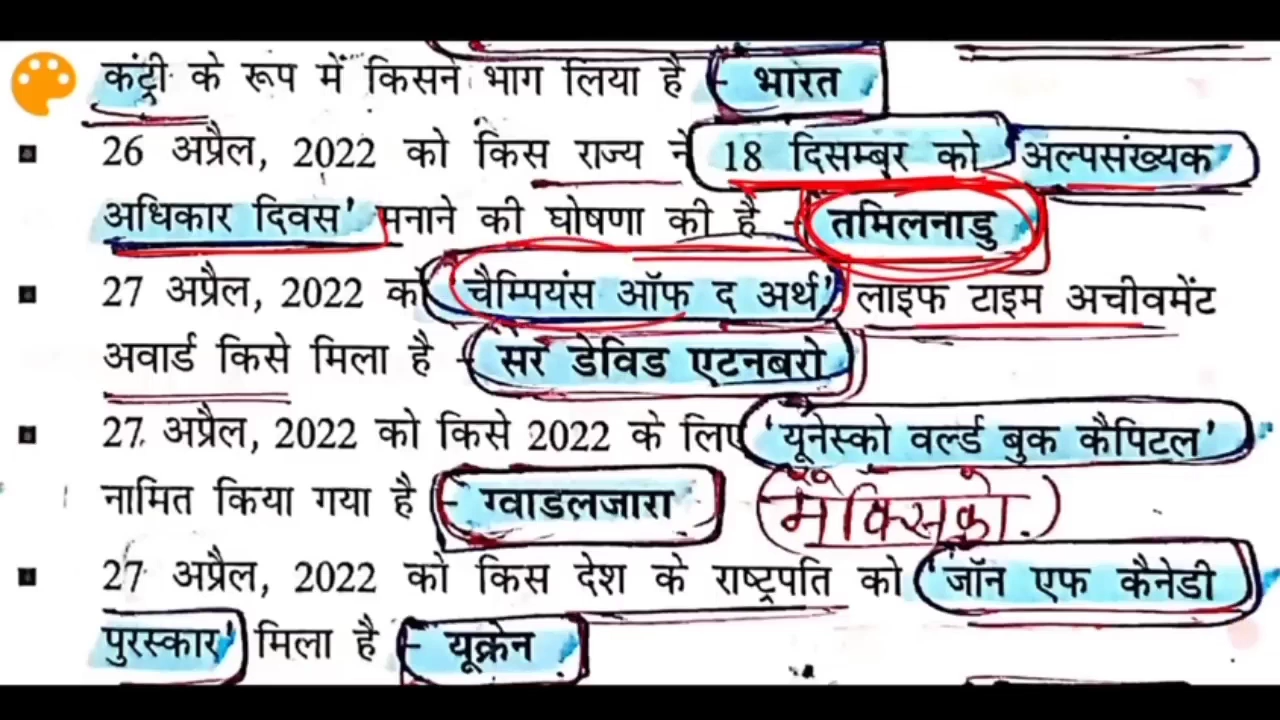 कंट्री के रूप में किसने भाग लिया है - भारत
26 अप्रैल, 2022 को किस राज्य ने 18 दिसम्बर को अल्पसंख्यक
अधिकार दिवस' मनाने की घोषणा की है - तमिलनाडु
27 अप्रैल, 2022 को 'चैम्पियंस ऑफ द अर्थ' लाइफ टाइम अचीवमेंट
अवार्ड किसे मिला है - सर डेविड एटनबरो
27 अप्रैल, 2022 को किसे 2022 के लिए 'यूनेस्को वर्ल्ड बुक कैपिटल'
नामित किया गया है - ग्वाडलजारा (मैक्सिको)
27 अप्रैल, 2022 को किस देश के राष्ट्रपति को 'जॉन एफ कैनेडी
पुरस्कार' मिला है - यूक्रेन